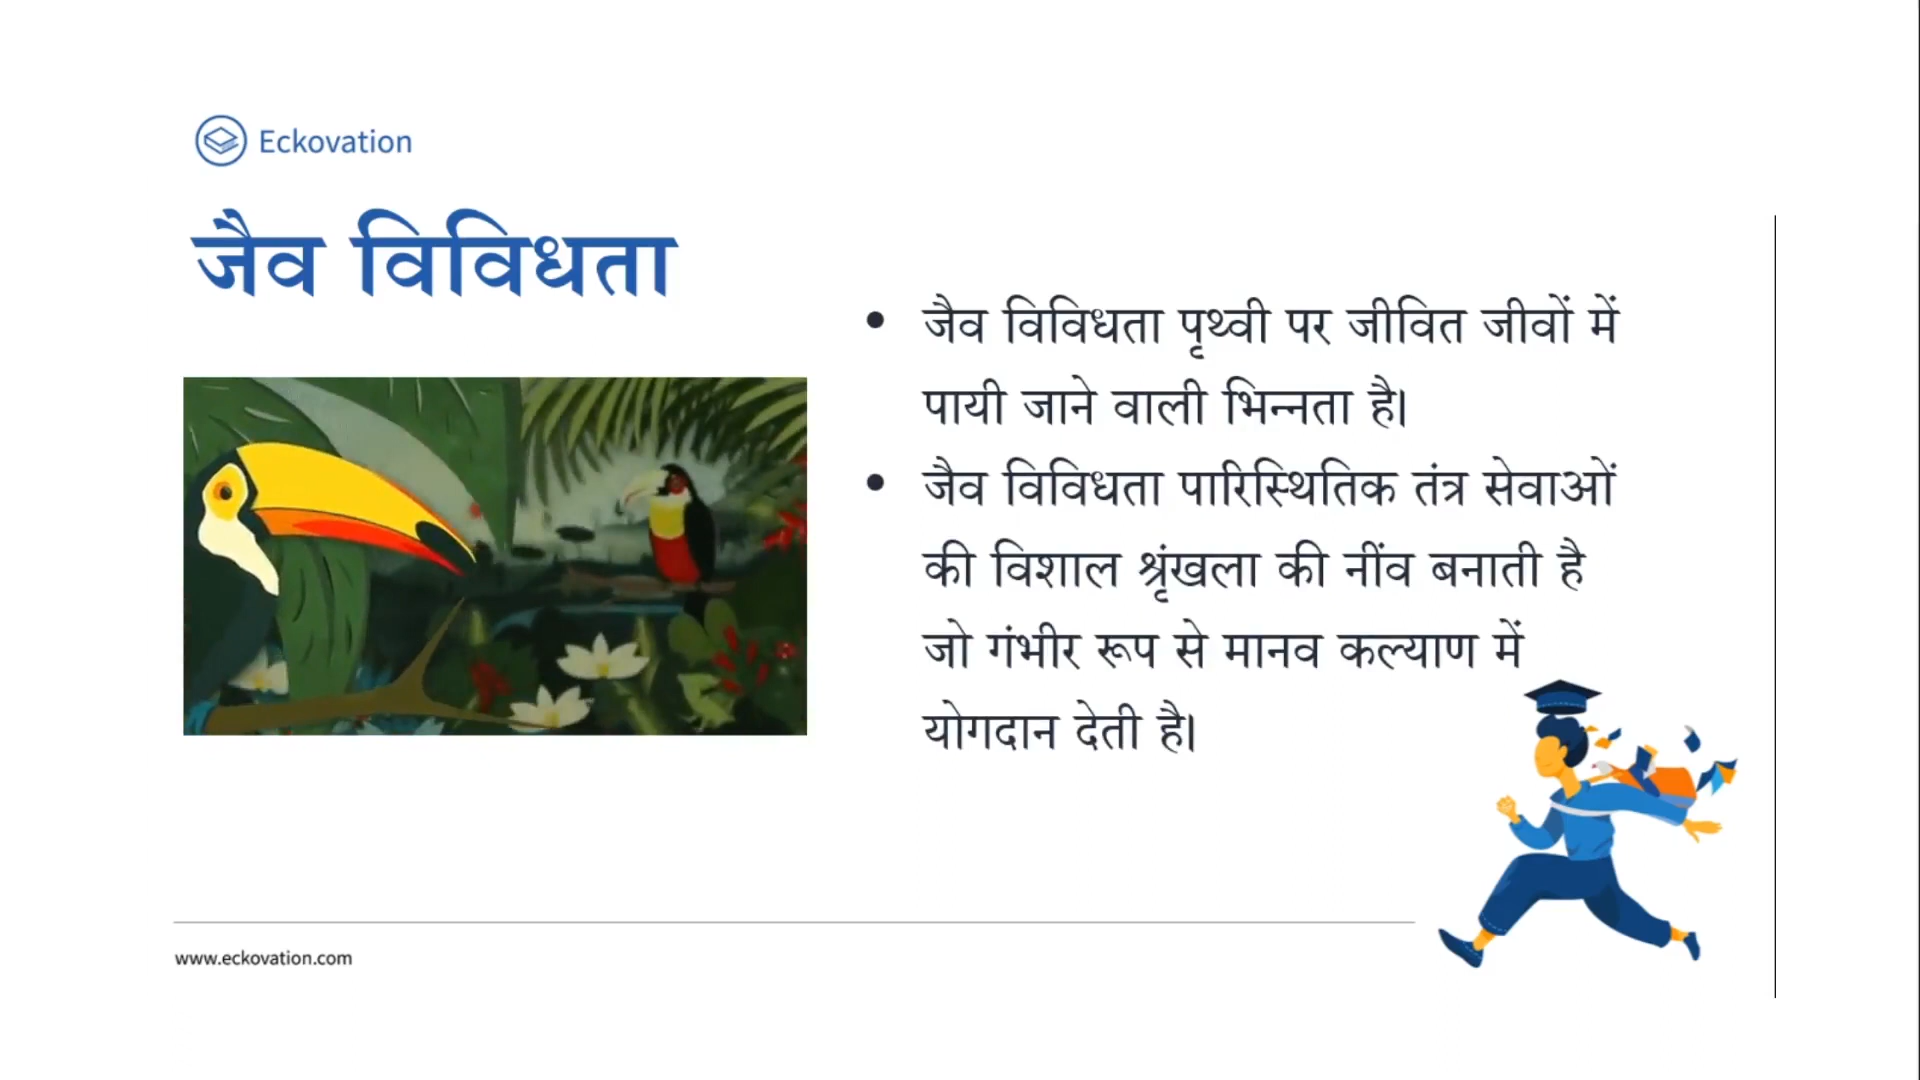 Eckovation
जैव विविधता
• जैव विविधता पृथ्वी पर जीवित जीवों में
पायी जाने वाली भिन्नता है।
• जैव विविधता पारिस्थितिक तंत्र सेवाओं
की विशाल श्रृंखला की नींव बनाती है
जो गंभीर रूप से मानव कल्याण में
योगदान देती है।
www.eckovation.com